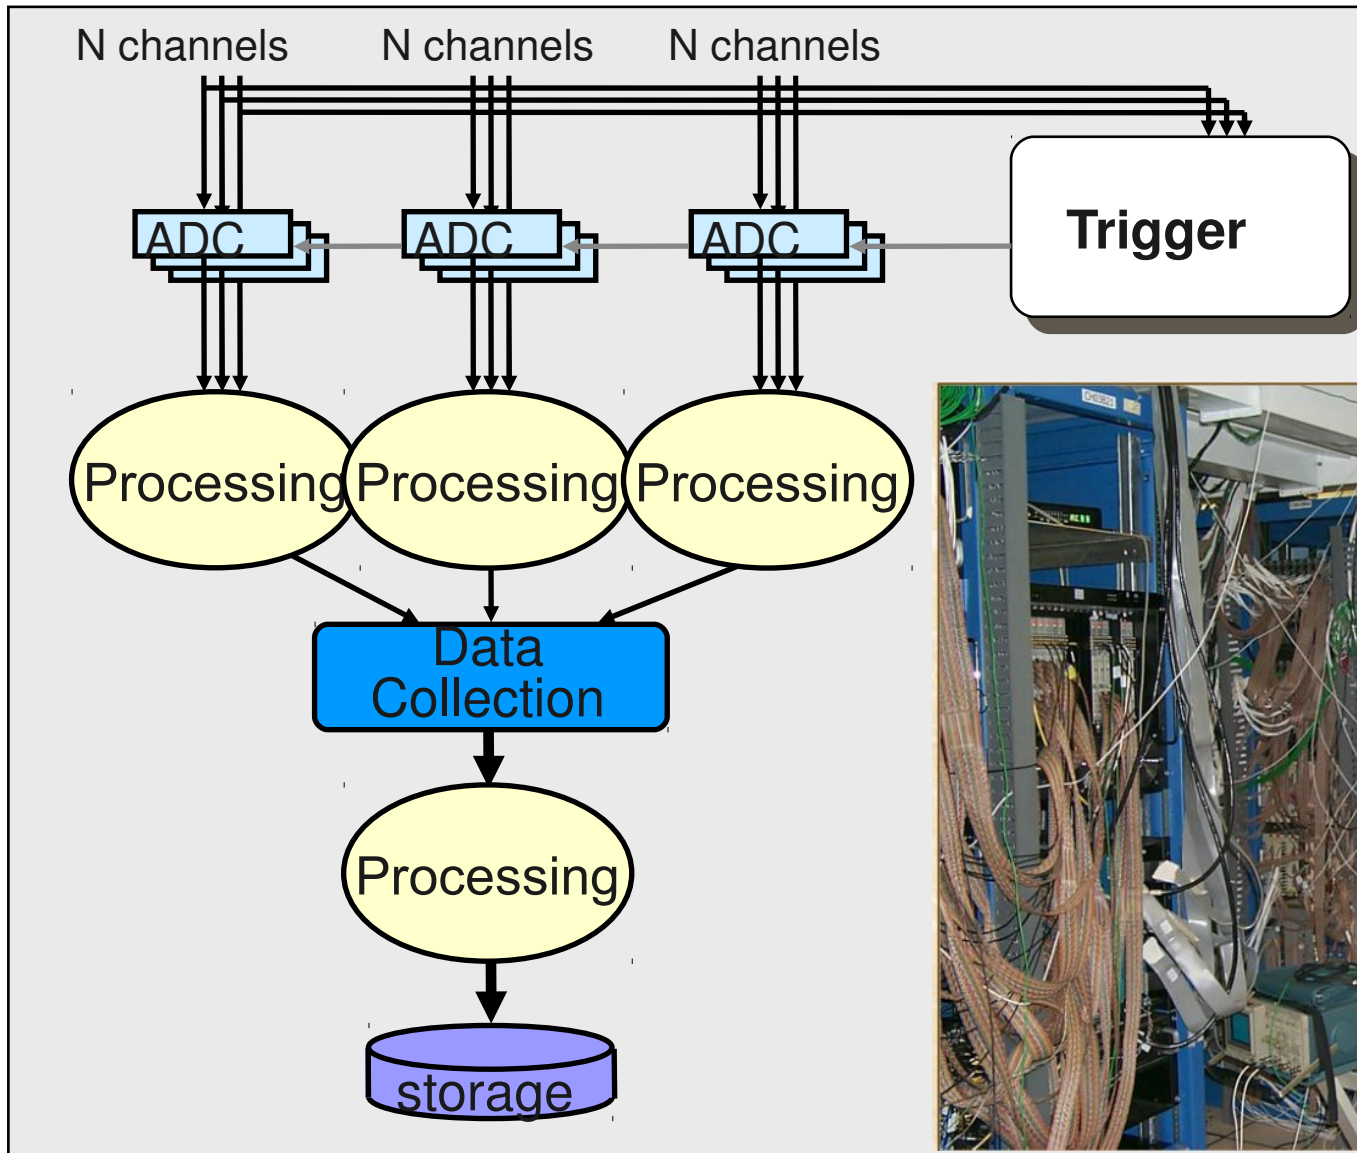 N channels
N channels
N channels
ADC
ADC
ADC
Trigger
Processing
Processing
Processing
Data
Collection
Processing
storage